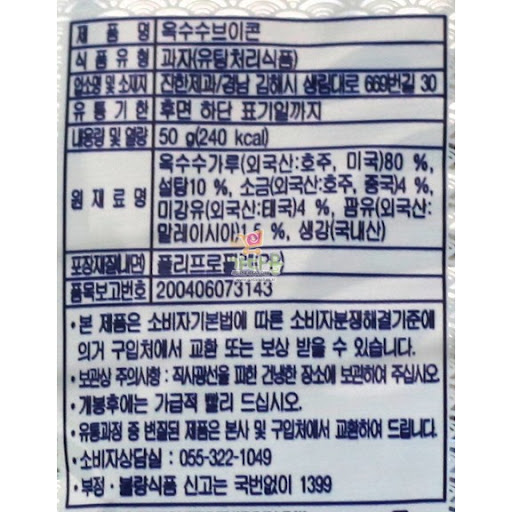 제 품 명 옥수수브이콘
식 품 유 형 과자(유탕처리식품)
업소명 및 소재지 진한제과/경남 김해시 생림대로 669번길 30
유 통 기 한 후면 하단 표기일까지
내용량 및 열량 50 g(240 kcal)
원 재 료 명 옥수수가루(외국산:호주, 미국)80 %,
설탕10 %, 소금(외국산:호주, 중국)4 %,
미강유(외국산:태국)4 %, 팜유(외국산:
말레이시아)1.5 %, 생강(국내산)
포장재질(내면) 폴리프로필렌(PP)
품목보고번호 200406073143
•본 제품은 소비자기본법에 따른 소비자분쟁해결기준에
의거 구입처에서 교환 또는 보상 받을 수 있습니다.
•보관상 주의사항 : 직사광선을 피한 건냉한 장소에 보관하여 주십시오.
•개봉후에는 가급적 빨리 드십시오.
•유통과정 중 변질된 제품은 본사 및 구입처에서 교환하여 드립니다.
•소비자상담실 : 055-322-1049
•부정 · 불량식품 신고는 국번없이 1399